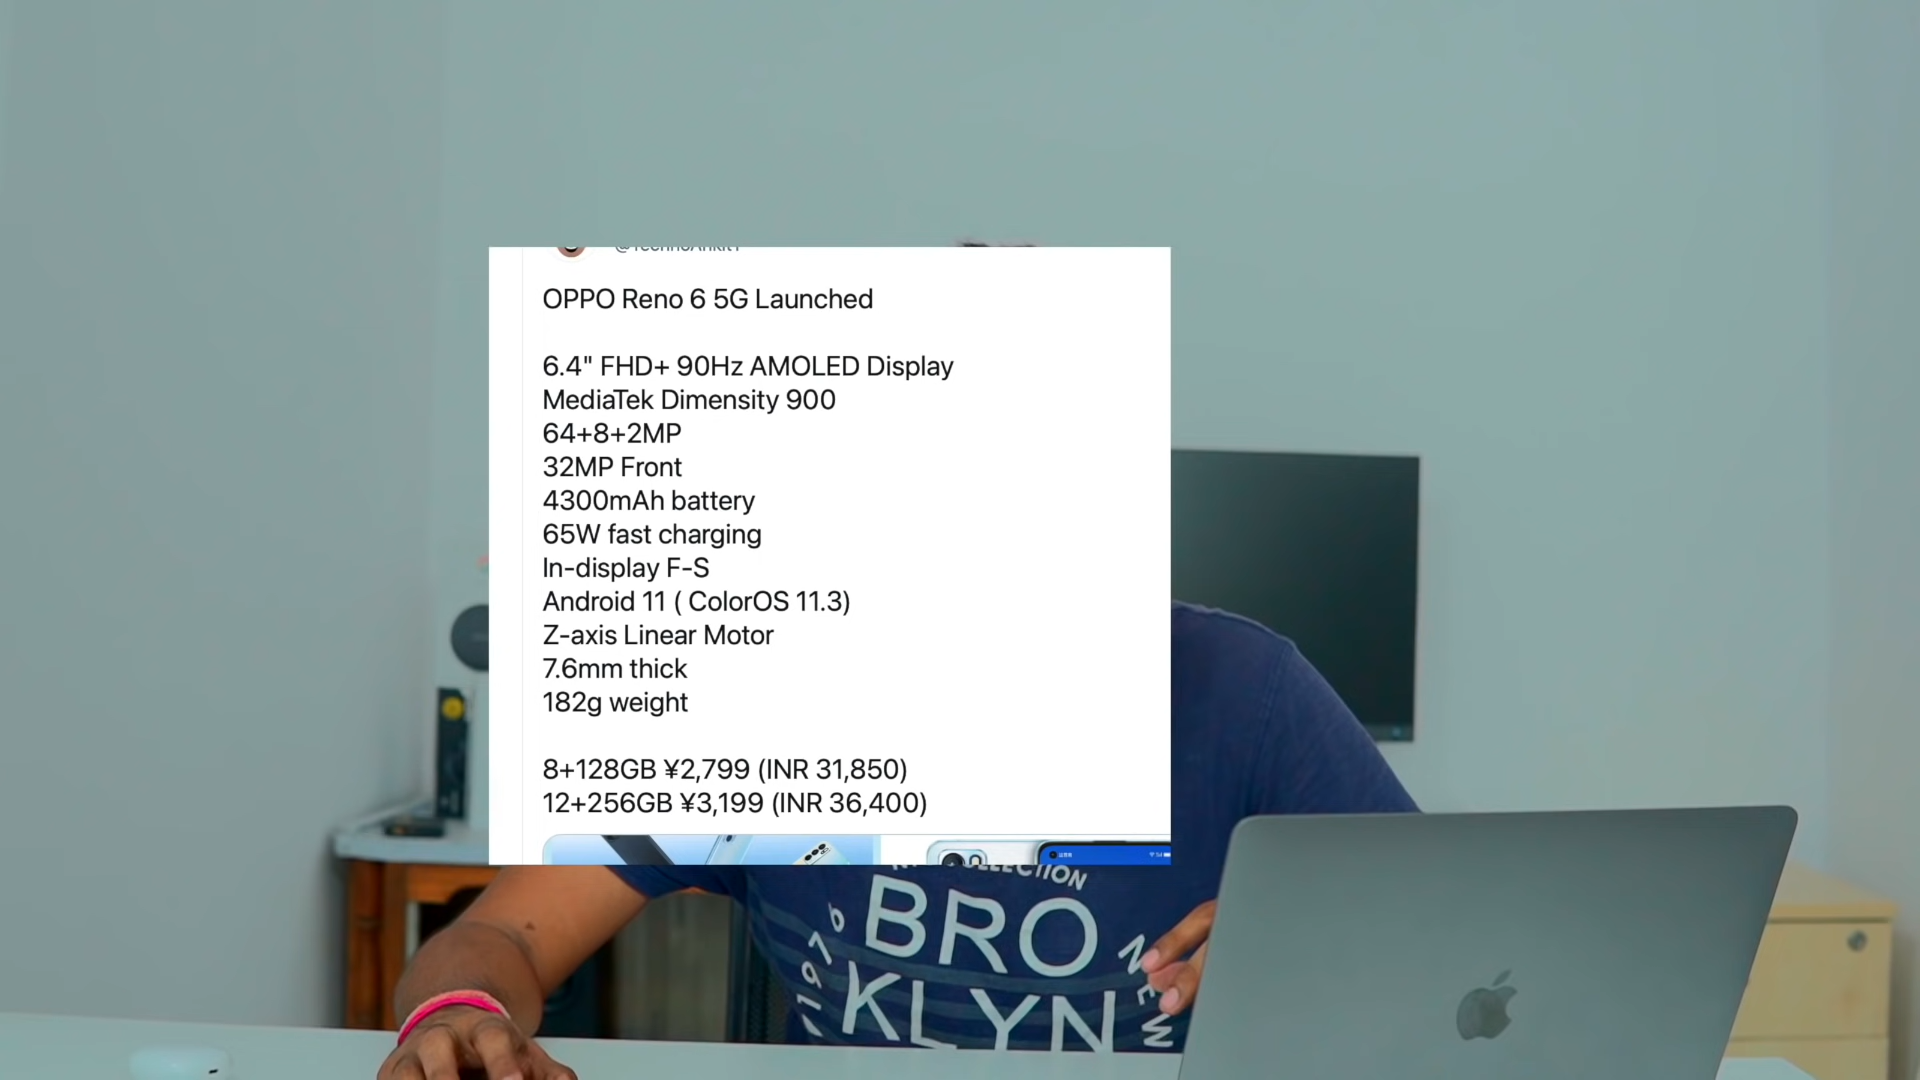 OPPO Reno 6 5G Launched
6.4" FHD+ 90Hz AMOLED Display
MediaTek Dimensity 900
64+8+2MP
32MP Front
4300mAh battery
65W fast charging
In-display F-S
Android 11 ( ColorOS 11.3)
Z-axis Linear Motor
7.6mm thick
182g weight
8+128GB ¥2,799 (INR 31,850)
12+256GB ¥3,199 (INR 36,400)
BRO
KLYN
1976
NEW